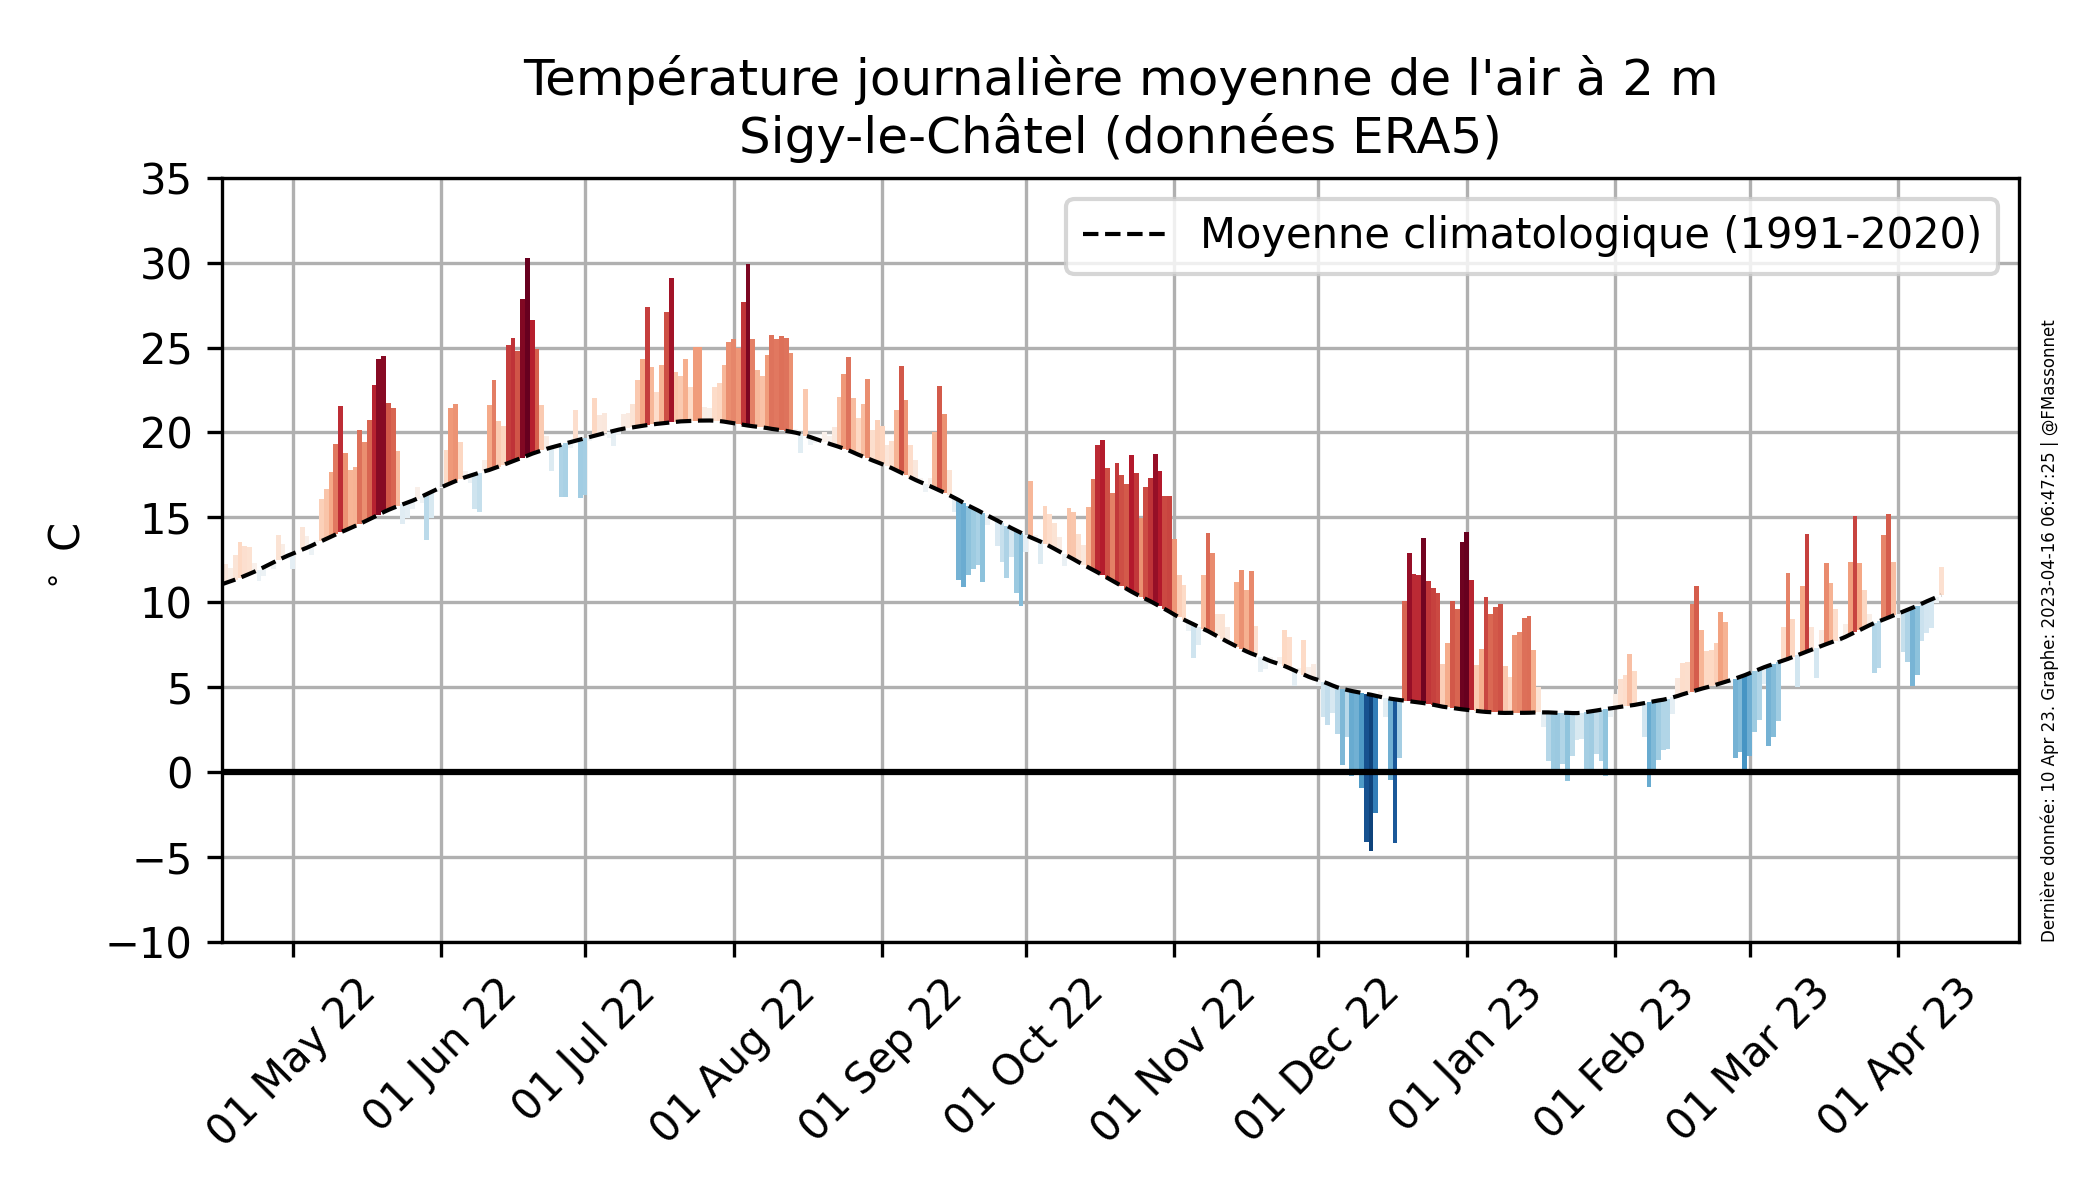 Température journalière moyenne de l'air à 2 m
Sigy-le-Châtel (données ERA5)
Moyenne climatologique (1991-2020)
° C
35
30
25
20
15
10
5
0
−5
−10
01 May 22
01 Jun 22
01 Jul 22
01 Aug 22
01 Sep 22
01 Oct 22
01 Nov 22
01 Dec 22
01 Jan 23
01 Feb 23
01 Mar 23
01 Apr 23
Dernière donnée: 10 Apr 23. Graphe: 2023-04-16 06:47:25 | @FMassonnet